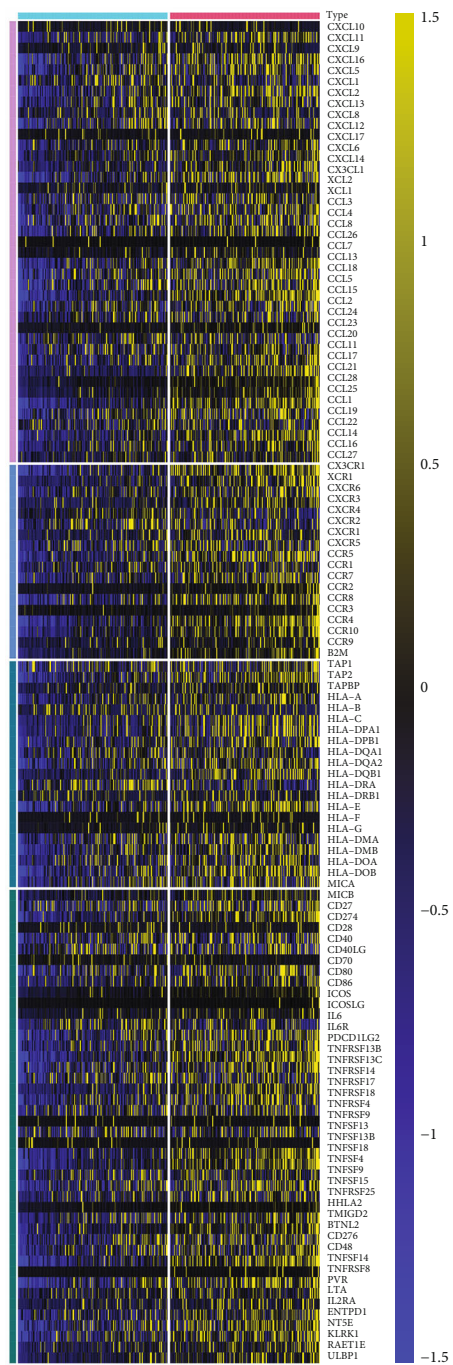 Type
CXCL10
CXCL11
CXCL9
CXCL16
CXCL5
CXCL1
CXCL2
CXCL13
CXCL8
CXCL12
CXCL17
CXCL6
CXCL14
CX3CL1
XCL2
XCL1
CCL3
CCL4
CCL8
CCL26
CCL7
CCL13
CCL18
CCL5
CCL15
CCL2
CCL24
CCL23
CCL20
CCL11
CCL17
CCL21
CCL28
CCL25
CCL1
CCL19
CCL22
CCL14
CCL16
CCL27
CX3CR1
XCR1
CXCR6
CXCR3
CXCR4
CXCR2
CXCR1
CXCR5
CCR5
CCR1
CCR7
CCR2
CCR8
CCR3
CCR4
CCR10
CCR9
B2M
TAP1
TAP2
TAPBP
HLA−A
HLA−B
HLA−C
HLA−DPA1
HLA−DPB1
HLA−DQA1
HLA−DQA2
HLA−DQB1
HLA−DRA
HLA−DRB1
HLA−E
HLA−F
HLA−G
HLA−DMA
HLA−DMB
HLA−DOA
HLA−DOB
MICA
MICB
CD27
CD274
CD28
CD40
CD40LG
CD70
CD80
CD86
ICOS
ICOSLG
IL6
IL6R
PDCD1LG2
TNFRSF13B
TNFRSF13C
TNFRSF14
TNFRSF17
TNFRSF18
TNFRSF4
TNFRSF9
TNFSF13
TNFSF13B
TNFSF18
TNFSF4
TNFSF9
TNFSF15
TNFRSF25
HHLA2
TMIGD2
BTNL2
CD276
CD48
TNFSF14
TNFRSF8
PVR
LTA
IL2RA
ENTPD1
NT5E
KLRK1
RAET1E
ULBP1
1.5
1
0.5
0
−0.5
−1
−1.5